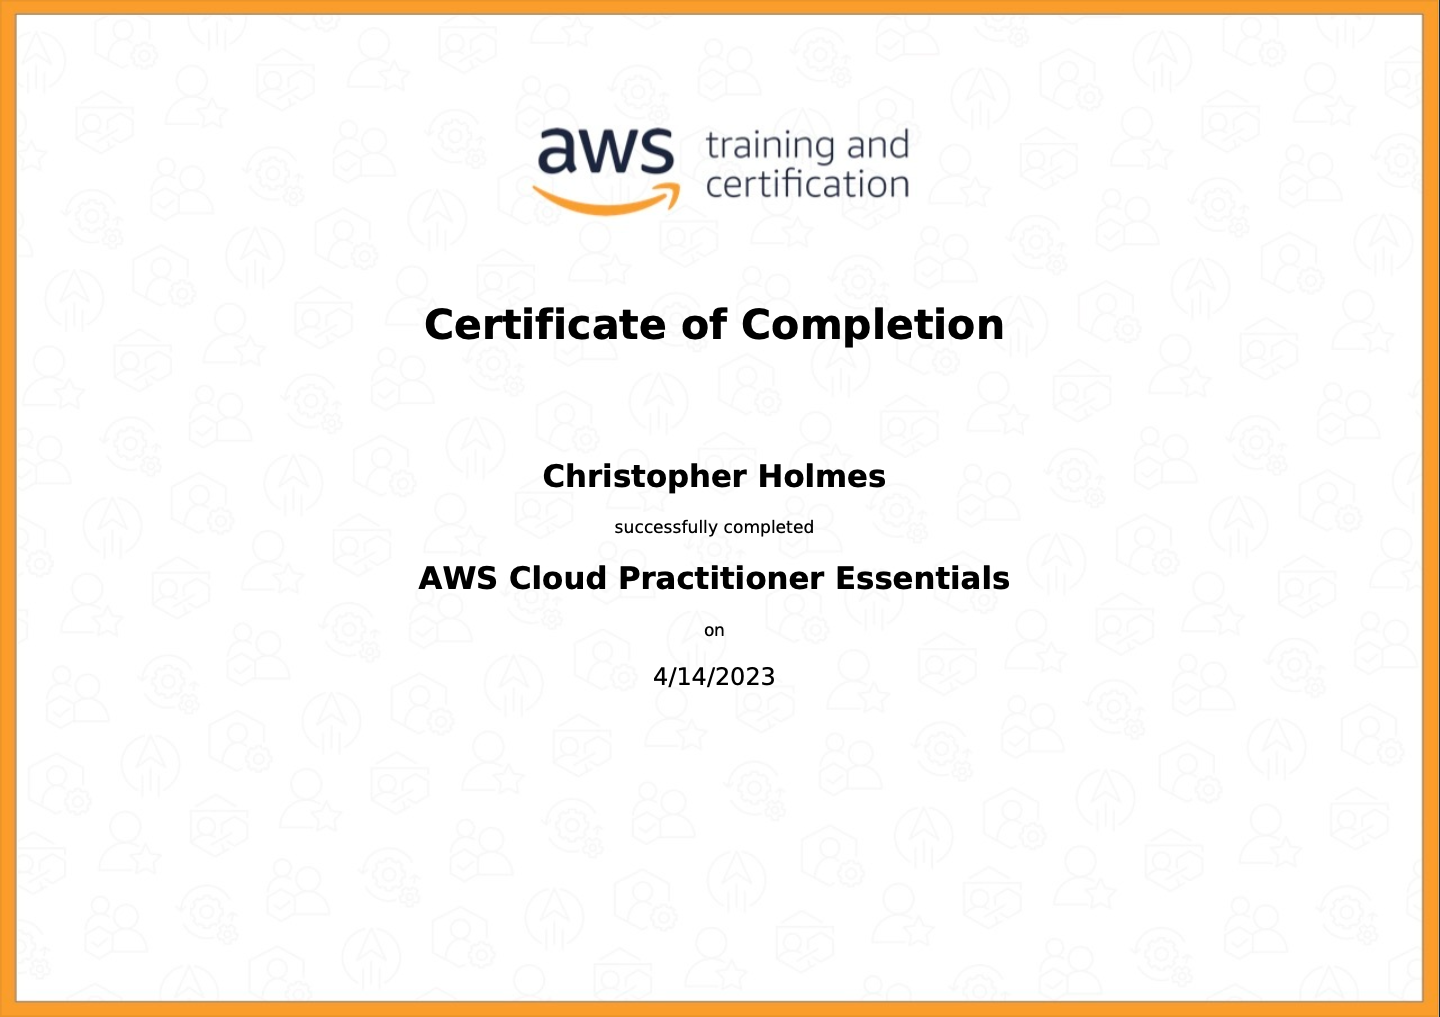 aws training and
certification
Certificate of Completion
Christopher Holmes
successfully completed
AWS Cloud Practitioner Essentials
on
4/14/2023